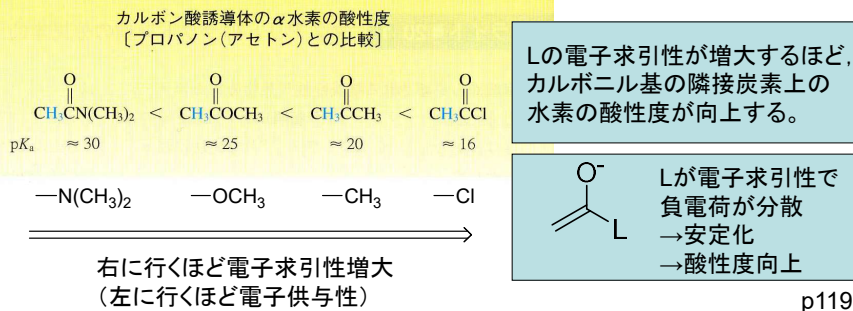 カルボン酸誘導体のα水素の酸性度
〔プロパノン(アセトン)との比較〕
O O O O
CH₃CN(CH₃)₂ < CH₃COCH₃ < CH₃CCH₃ < CH₃CCl
pKₐ ≈ 30 ≈ 25 ≈ 20 ≈ 16
—N(CH₃)₂ —OCH₃ —CH₃ —Cl
右に行くほど電子求引性増大
(左に行くほど電子供与性)
Lの電子求引性が増大するほど,
カルボニル基の隣接炭素上の
水素の酸性度が向上する。
O⁻
L
Lが電子求引性で
負電荷が分散
→安定化
→酸性度向上
p119